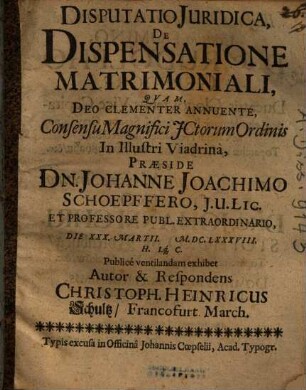 DISPUTATIO JURIDICA,
DE
DISPENSATIONE
MATRIMONIALI,
QVAM,
DEO CLEMENTER ANNUENTE,
Consensu Magnifici JCtorum Ordinis
In Illustri Viadrina,
PRÆSIDE
DN. JOHANNE JOACHIMO
SCHOEPFFERO, J.U. LIC.
ET PROFESSORE PUBL. EXTRAORDINARIO,
DIE XXX. MARTII. M.DC.LXXXVIII.
H. L. C.
Publicè ventilandam exhibet
Autor & Respondens
CHRISTOPH. HEINRICUS
Schultz / Francofurt March.
Typis excusa in Officinâ Johannis Cœpselii, Acad. Typogr.